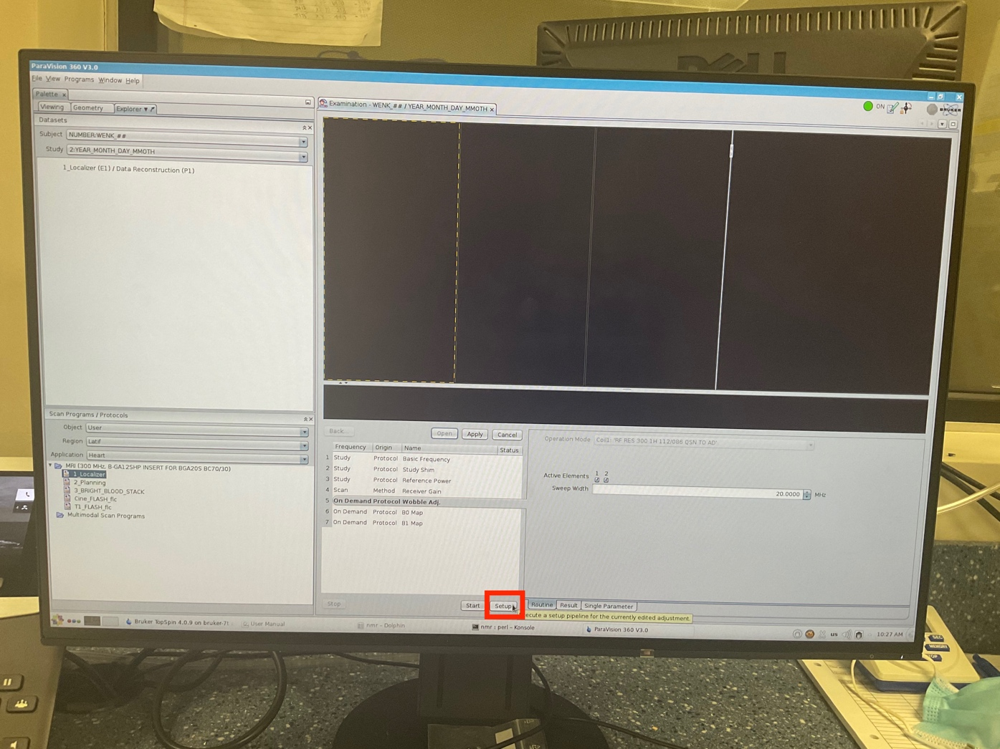 DELL
ParaVision 360 V3.0
File View Programs Window Help
Palette x
Viewing Geometry Explorer
Datasets
Subject NUMBER:WENK_##
Study 2:YEAR_MONTH_DAY_MMOTH
1_Localizer (E1) / Data Reconstruction (P1)
Examination - WENK_## / YEAR_MONTH_DAY_MMOTH x
ON
BRUKER
Scan Programs / Protocols
Object User
Region Latif
Application Heart
MRI (300 MHz, B-GA12SHP INSERT FOR BGA20S BC70/30)
1_Localizer
2_Planning
3_BRIGHT_BLOOD_STACK
Cine_FLASH_fic
T1_FLASH_fic
Multimodal Scan Programs
Back... Open Apply Cancel
Frequency Origin Name Status
1 Study Protocol Basic Frequency
2 Study Protocol Study Shim
3 Study Protocol Reference Power
4 Scan Method Receiver Gain
5 On Demand Protocol Wobble Adj.
6 On Demand Protocol B0 Map
7 On Demand Protocol B1 Map
Operation Mode Coil1: "RF RES 300 1H 112/086 QSN TO AD"
Active Elements 1 2
Sweep Width 20.0000 MHz
Stop Start Setup
Routine Result Single Parameter
ecute a setup pipeline for the currently edited adjustment.
Bruker TopSpin 4.0.9 on bruker-7t
User Manual
nmr – Dolphin
nmr : perl – Konsole
ParaVision 360 V3.0
us
10:27 AM
MEMORY
TOP